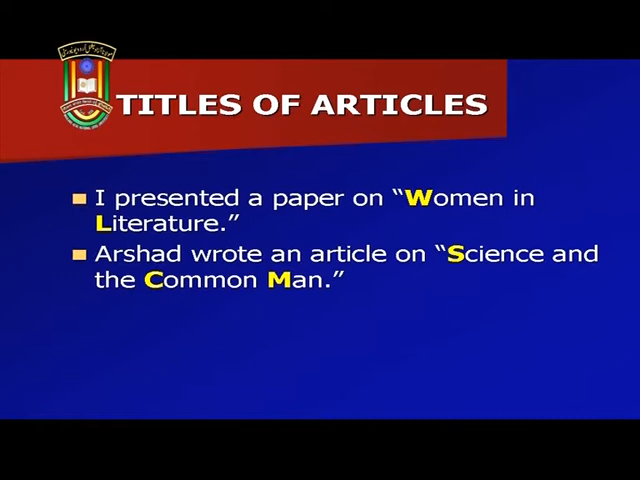 TITLES OF ARTICLES
I presented a paper on “Women in
Literature.”
Arshad wrote an article on “Science and
the Common Man.”